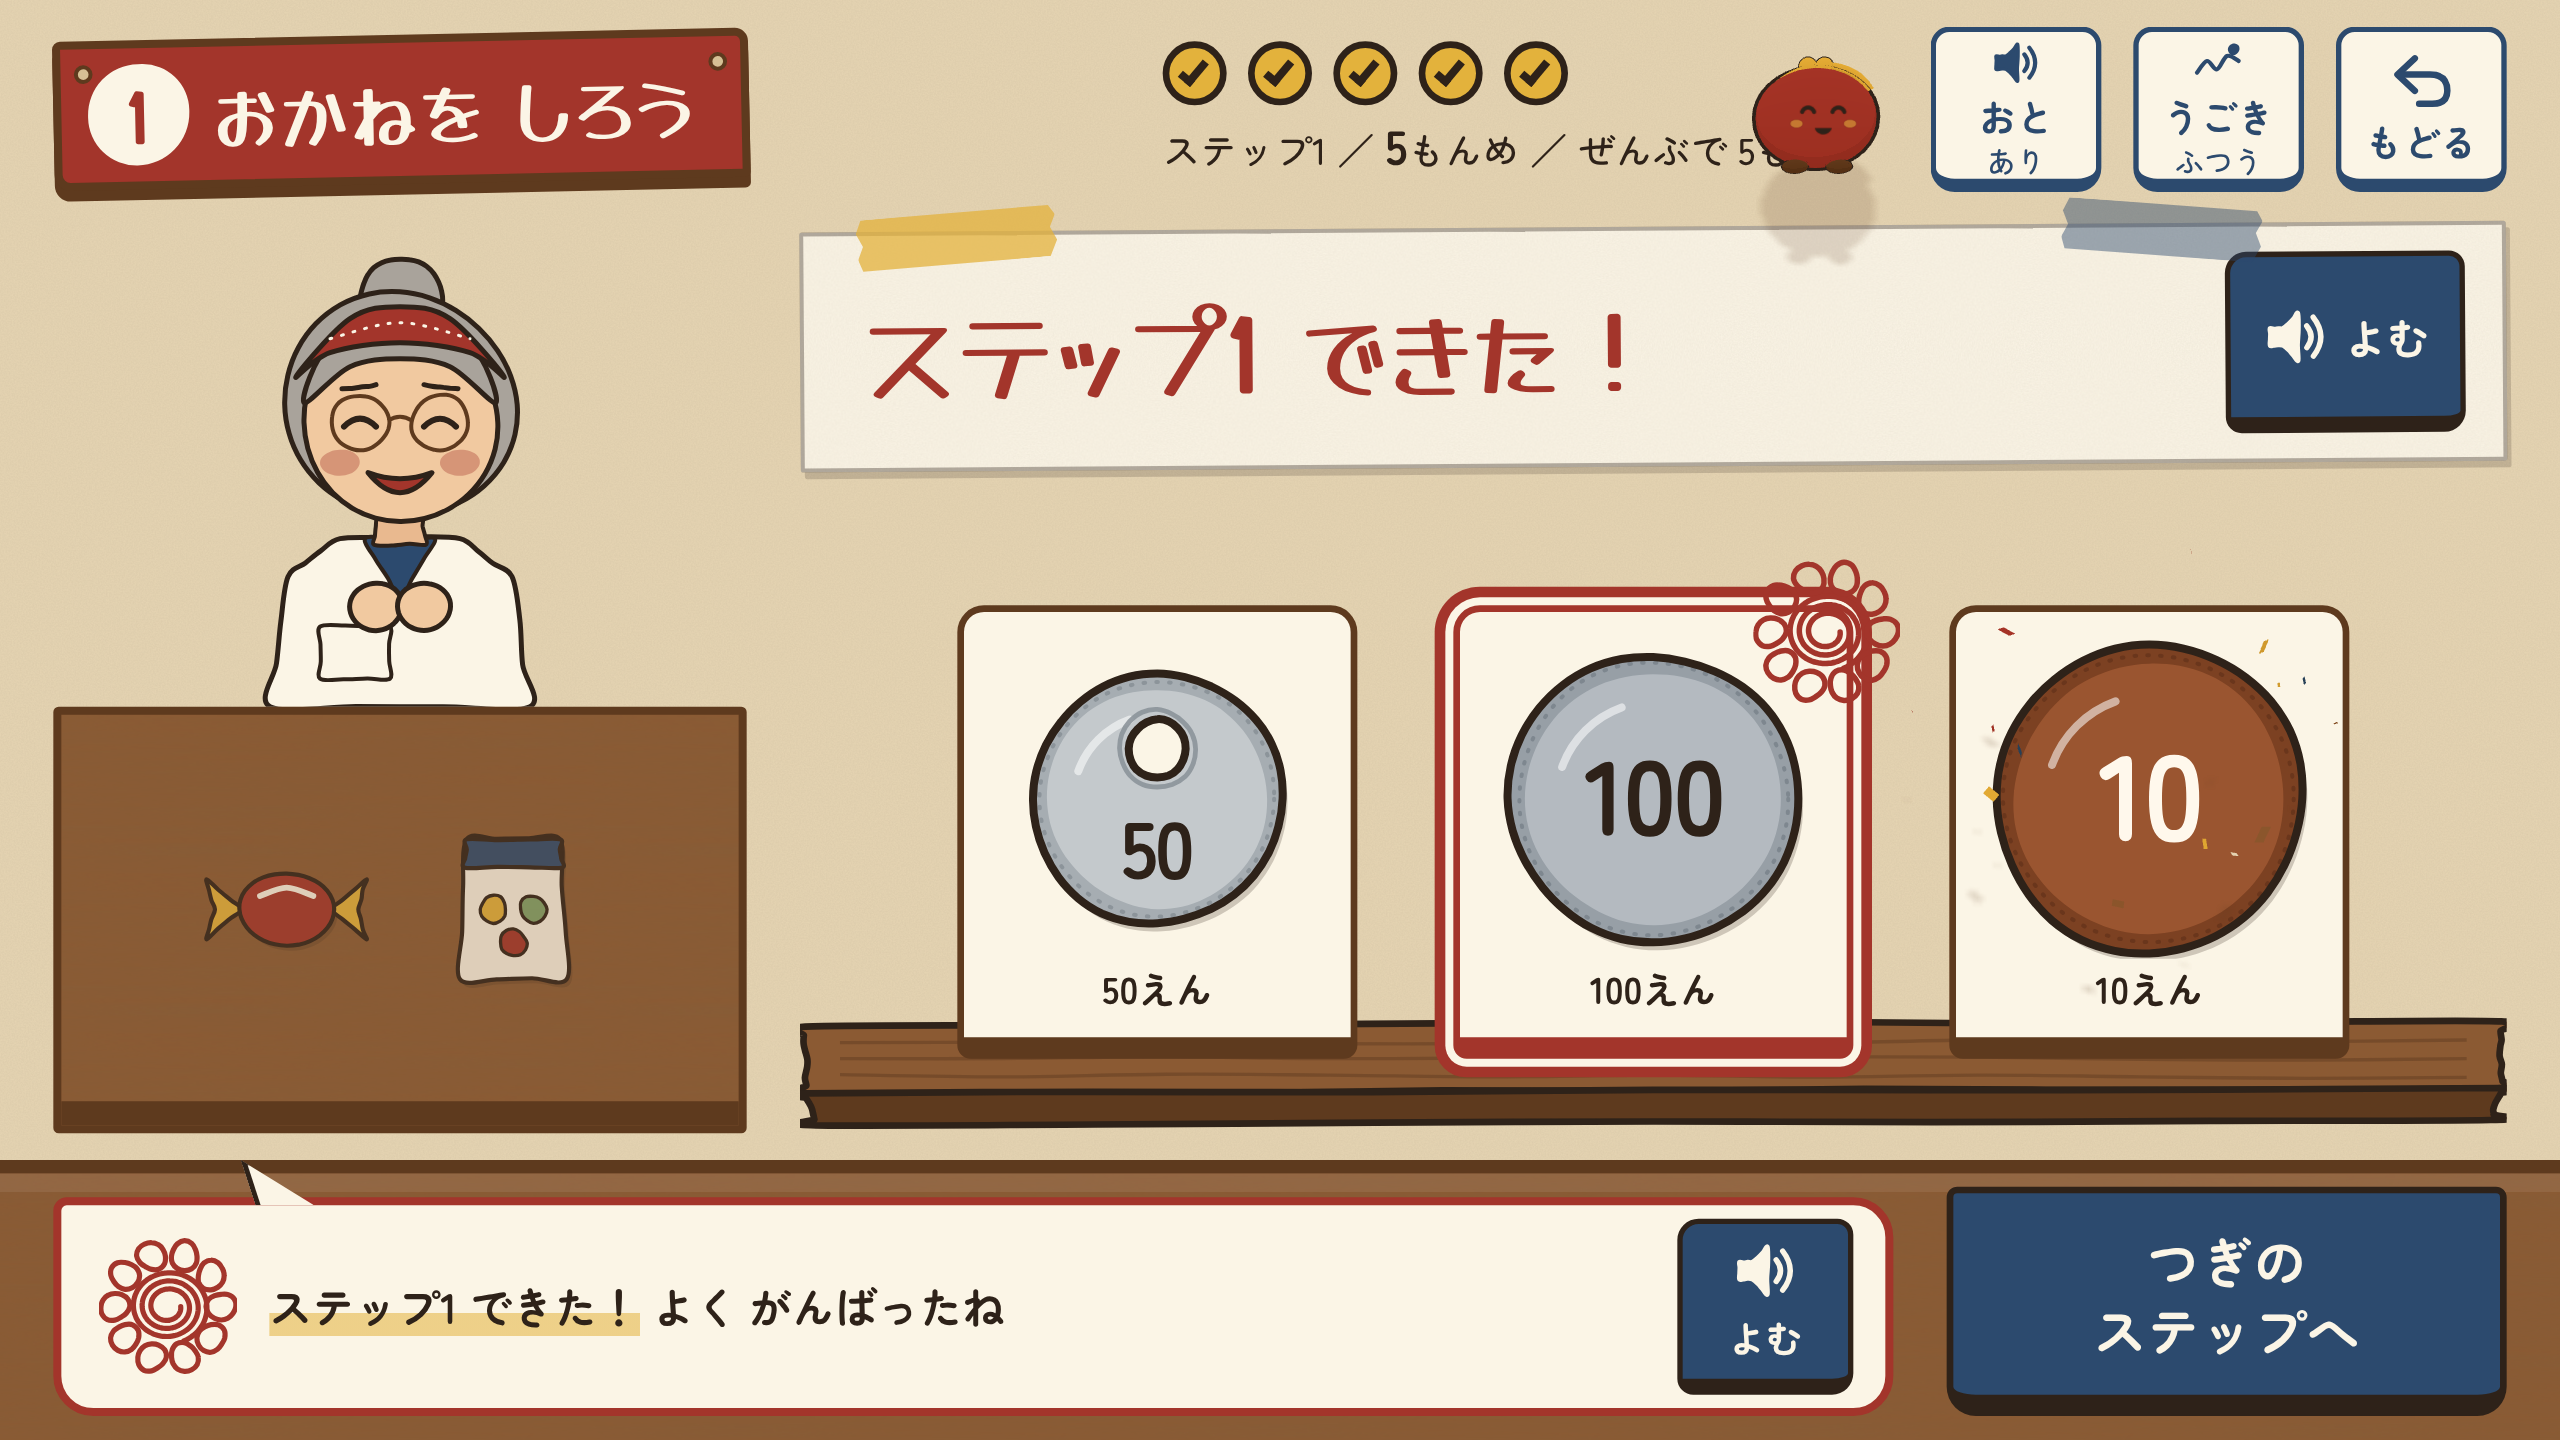 1 おかねを しろう
ステップ1 ／ 5もんめ ／ ぜんぶで 5
おと
あり
うごき
ふつう
もどる
ステップ1 できた！
よむ
50
50えん
100
100えん
10
10えん
ステップ1 できた！ よく がんばったね
よむ
つぎの
ステップへ